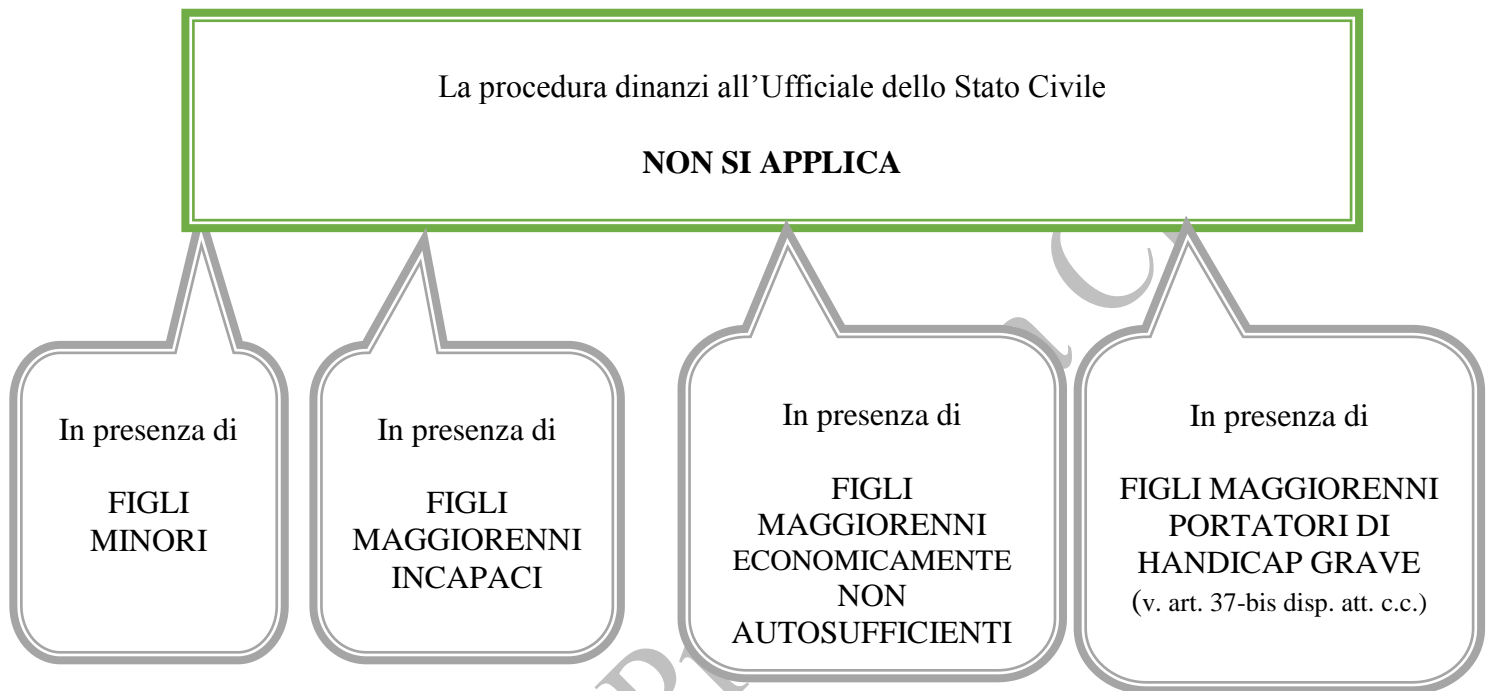 La procedura dinanzi all’Ufficiale dello Stato Civile
NON SI APPLICA
In presenza di
FIGLI
MINORI
In presenza di
FIGLI
MAGGIORENNI
INCAPACI
In presenza di
FIGLI
MAGGIORENNI
ECONOMICAMENTE
NON
AUTOSUFFICIENTI
In presenza di
FIGLI MAGGIORENNI
PORTATORI DI
HANDICAP GRAVE
(v. art. 37-bis disp. att. c.c.)